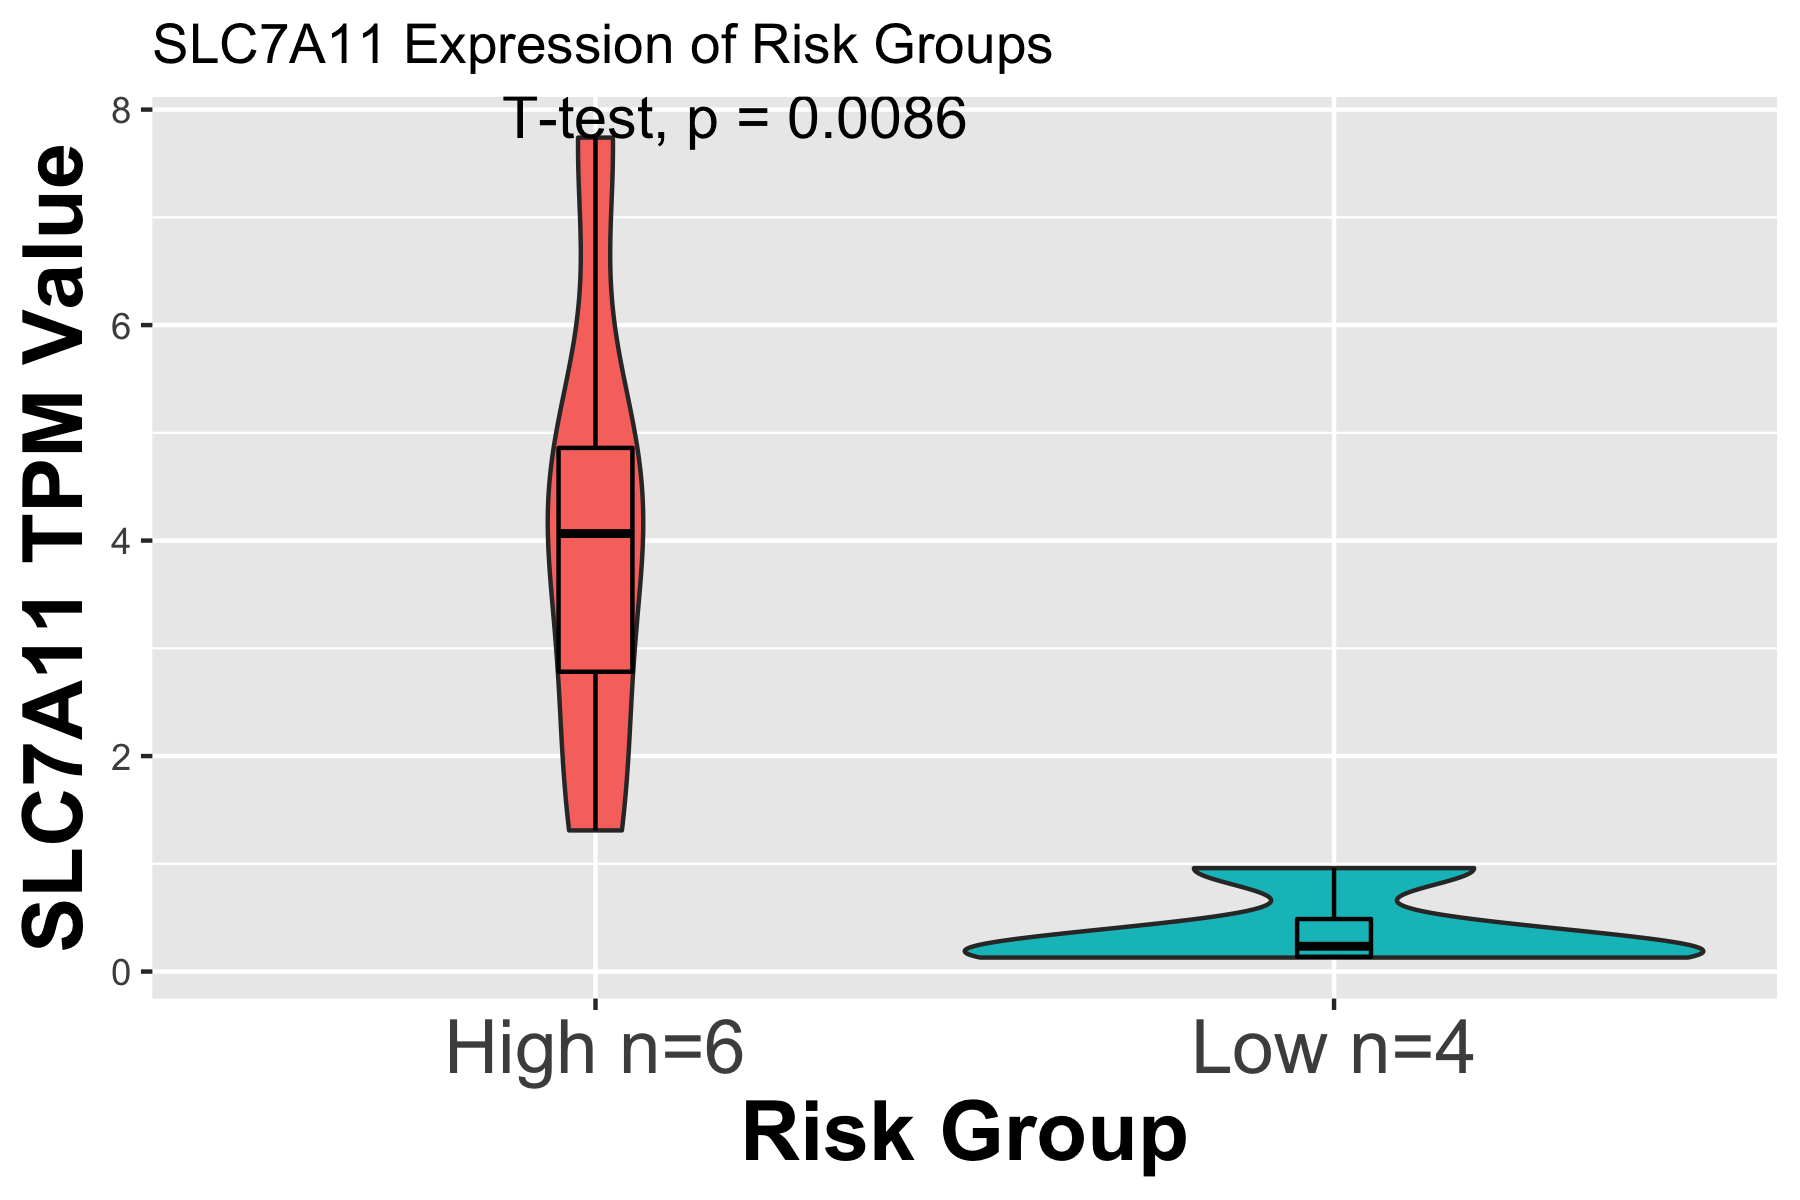 SLC7A11 Expression of Risk Groups
T-test, p = 0.0086
SLC7A11 TPM Value
8
6
4
2
0
High n=6
Low n=4
Risk Group